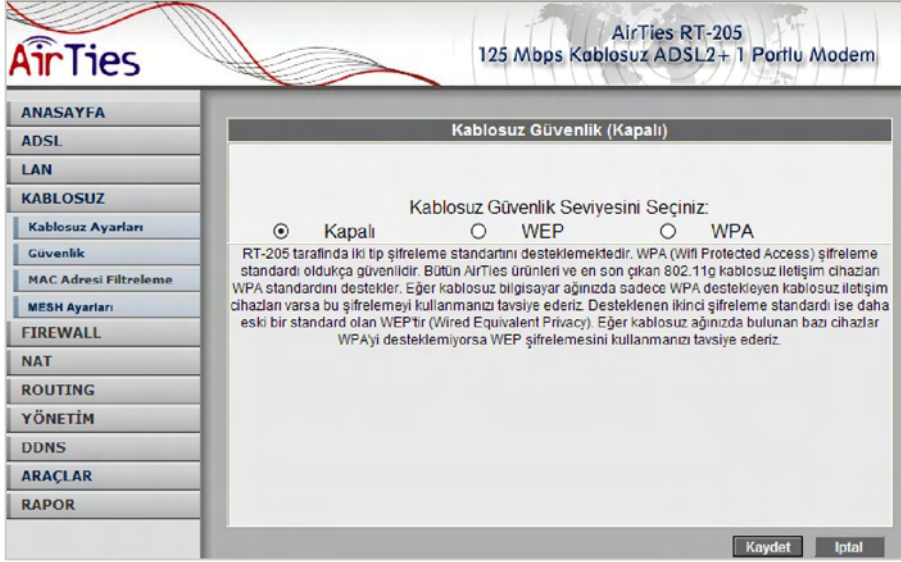 AirTies
AirTies RT-205
125 Mbps Kablosuz ADSL2+ 1 Portlu Modem
ANASAYFA
ADSL
LAN
KABLOSUZ
Kablosuz Ayarları
Güvenlik
MAC Adresi Filtreleme
MESH Ayarları
FIREWALL
NAT
ROUTING
YÖNETİM
DDNS
ARAÇLAR
RAPOR
Kablosuz Güvenlik (Kapalı)
Kablosuz Güvenlik Seviyesini Seçiniz:
Kapalı WEP WPA
RT-205 tarafinda iki tip şifreleme standartını desteklemektedir. WPA (Wifi Protected Access) şifreleme
standardı oldukça güvenlidir. Bütün AirTies ürünleri ve en son çıkan 802.11g kablosuz iletişim cihazları
WPA standardını destekler. Eğer kablosuz bilgisayar ağınızda sadece WPA destekleyen kablosuz iletişim
cihazları varsa bu şifrelemeyi kullanmanızı tavsiye ederiz. Desteklenen ikinci şifreleme standardı ise daha
eski bir standard olan WEP'tir (Wired Equivalent Privacy). Eğer kablosuz ağınızda bulunan bazı cihazlar
WPA'yi desteklemiyorsa WEP şifrelemesini kullanmanızı tavsiye ederiz.
Kaydet Iptal